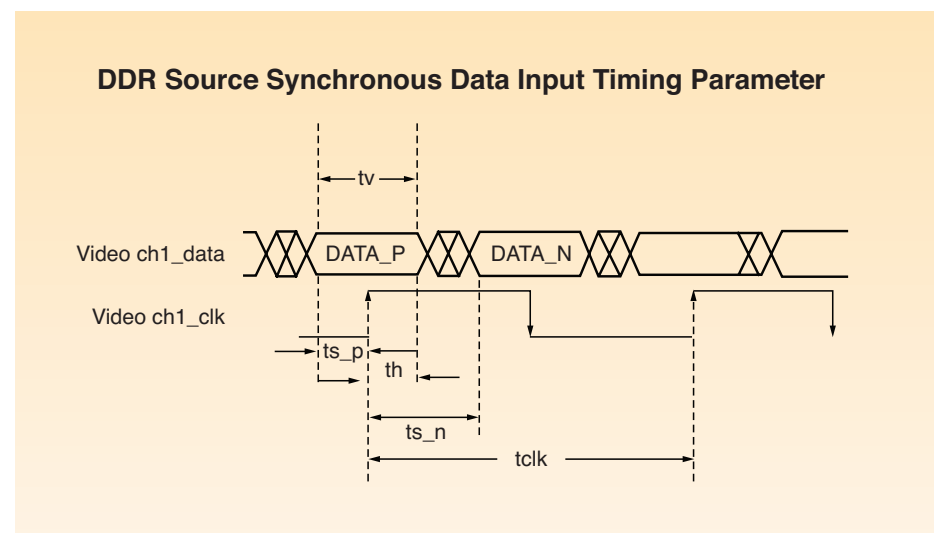 DDR Source Synchronous Data Input Timing Parameter
tv
Video ch1_data
DATA_P
DATA_N
Video ch1_clk
ts_p
th
ts_n
tclk